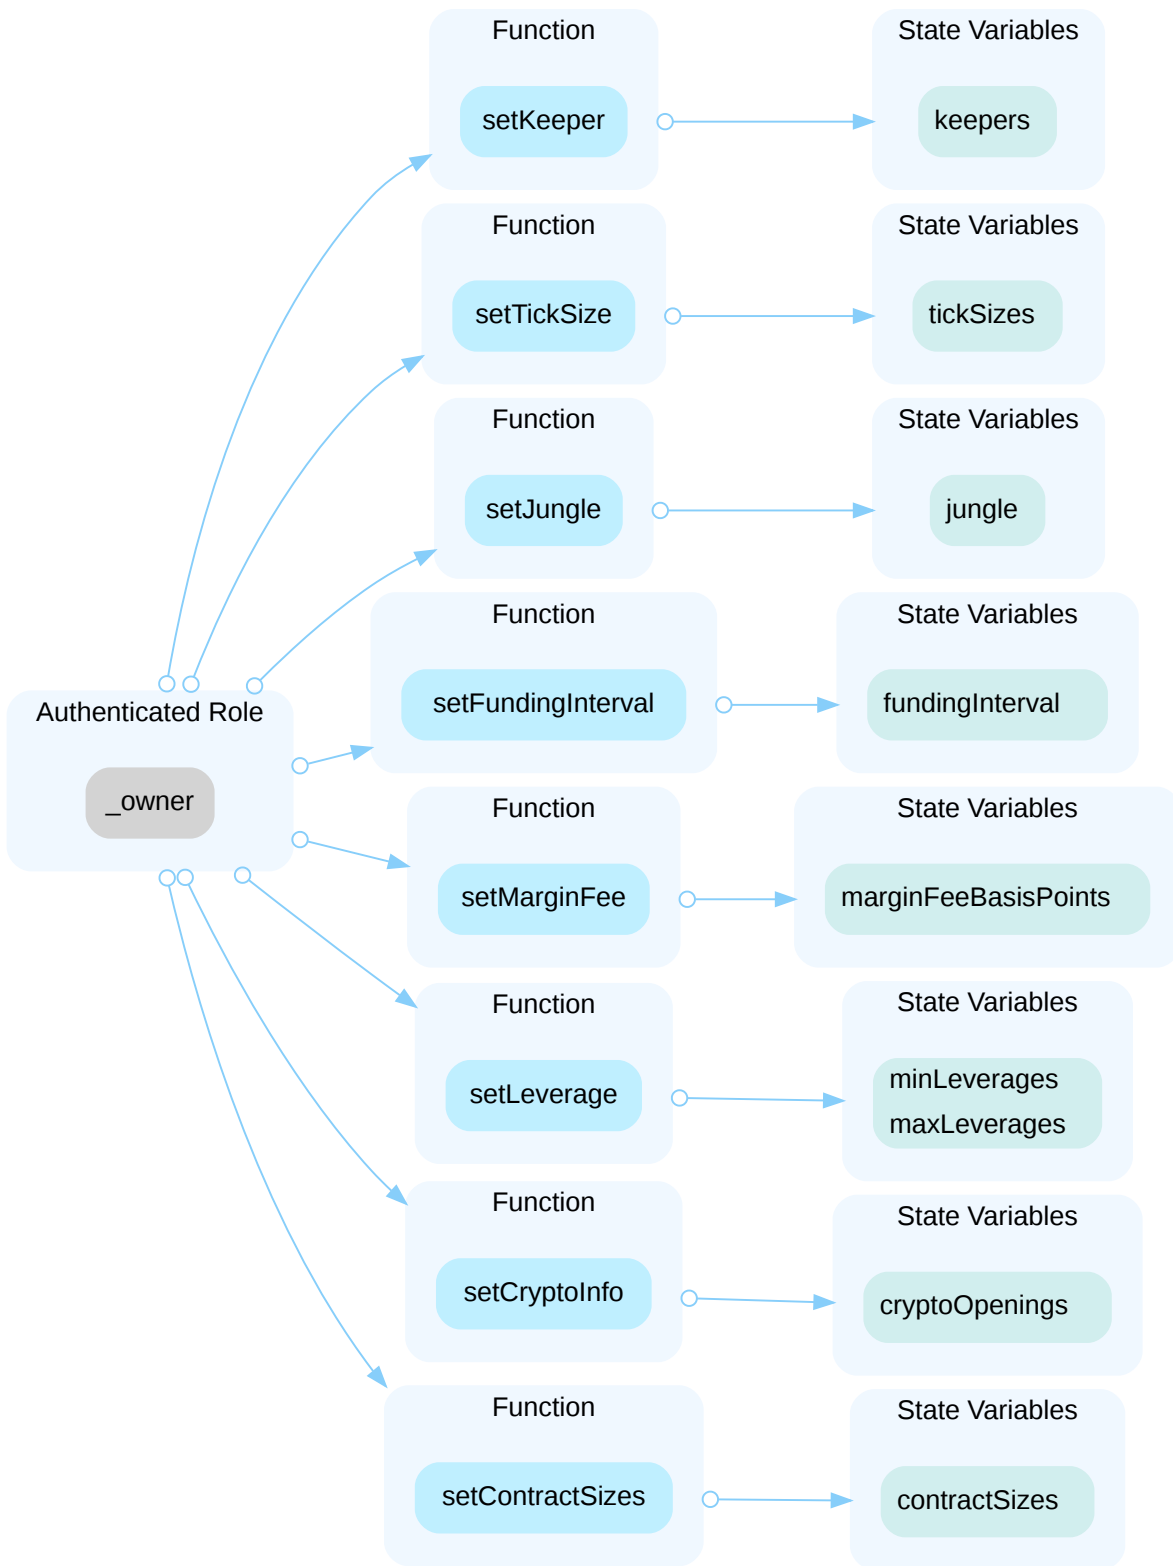 Function
State Variables
setKeeper
keepers
Function
State Variables
setTickSize
tickSizes
Function
State Variables
setJungle
jungle
Function
State Variables
setFundingInterval
fundingInterval
Authenticated Role
_owner
Function
State Variables
setMarginFee
marginFeeBasisPoints
Function
State Variables
setLeverage
minLeverages
maxLeverages
Function
State Variables
setCryptoInfo
cryptoOpenings
Function
State Variables
setContractSizes
contractSizes